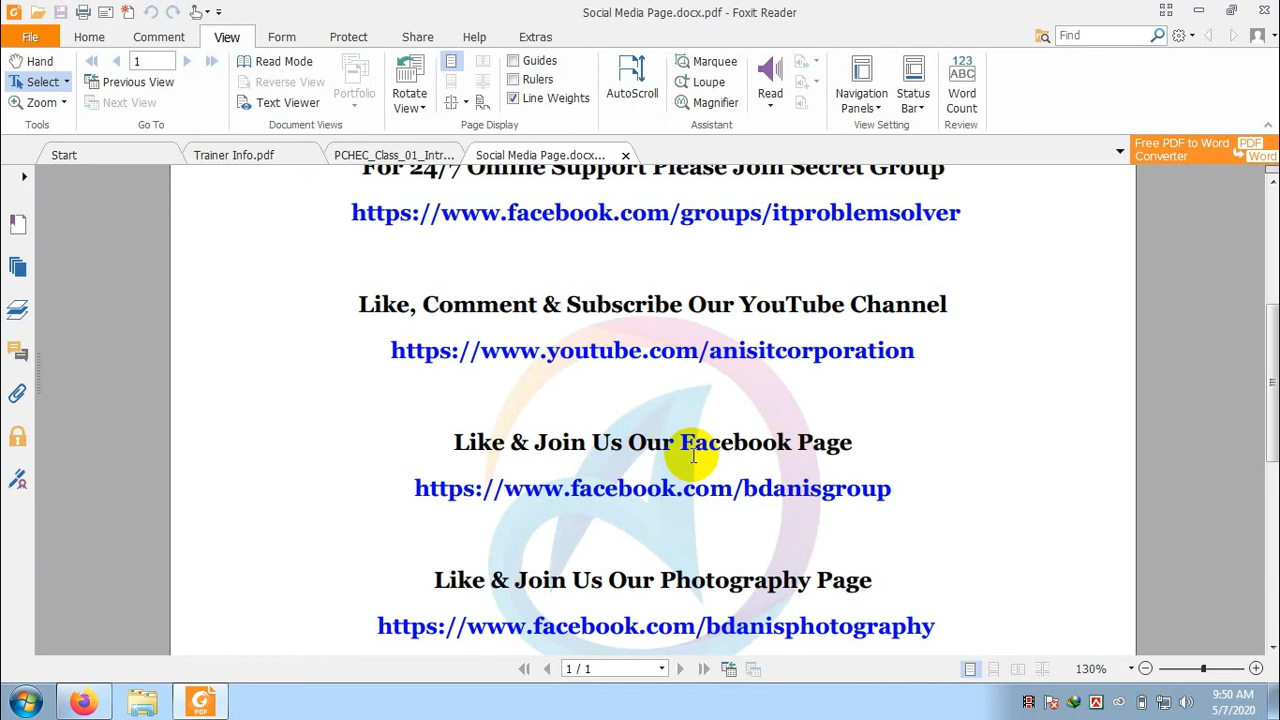 Social Media Page.docx.pdf - Foxit Reader
File Home Comment View Form Protect Share Help Extras
Find
Hand
Select
Zoom
Tools
1
Previous View
Next View
Go To
Read Mode
Reverse View
Text Viewer
Portfolio
Document Views
Rotate View
Guides
Rulers
Line Weights
Page Display
AutoScroll
Marquee
Loupe
Magnifier
Assistant
Read
Navigation Panels
Status Bar
View Setting
123
ABC
Word Count
Review
Start
Trainer Info.pdf
PCHEC_Class_01_Intr...
Social Media Page.docx...
Free PDF to Word Converter
PDF
Word
For 24/7 Online Support Please Join Secret Group
https://www.facebook.com/groups/itproblemsolver
Like, Comment & Subscribe Our YouTube Channel
https://www.youtube.com/anisitcorporation
Like & Join Us Our Facebook Page
https://www.facebook.com/bdanisgroup
Like & Join Us Our Photography Page
https://www.facebook.com/bdanisphotography
1 / 1
130%
PDF
9:50 AM
5/7/2020